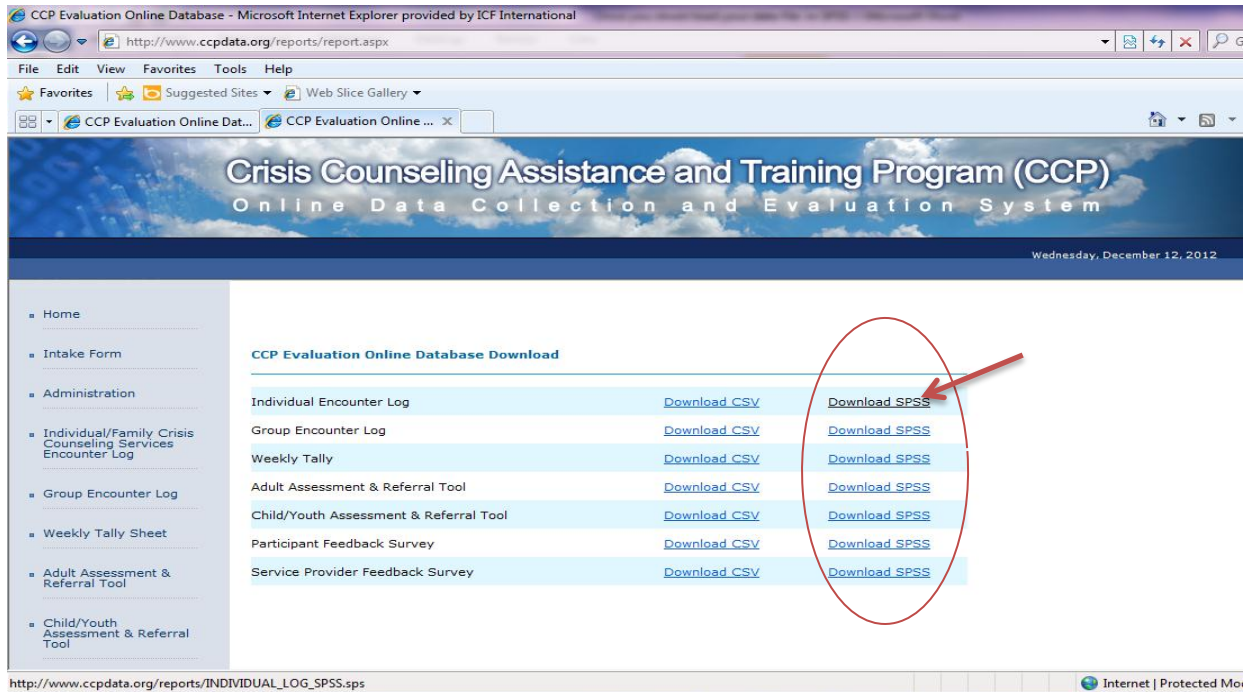 CCP Evaluation Online Database - Microsoft Internet Explorer provided by ICF International
http://www.ccpdata.org/reports/report.aspx
File Edit View Favorites Tools Help
Favorites Suggested Sites Web Slice Gallery
CCP Evaluation Online Dat... CCP Evaluation Online ... X
Crisis Counseling Assistance and Training Program (CCP)
Online Data Collection and Evaluation System
Wednesday, December 12, 2012
Home
Intake Form
Administration
Individual/Family Crisis
Counseling Services
Encounter Log
Group Encounter Log
Weekly Tally Sheet
Adult Assessment &
Referral Tool
Child/Youth
Assessment & Referral
Tool
CCP Evaluation Online Database Download
Individual Encounter Log Download CSV Download SPSS
Group Encounter Log Download CSV Download SPSS
Weekly Tally Download CSV Download SPSS
Adult Assessment & Referral Tool Download CSV Download SPSS
Child/Youth Assessment & Referral Tool Download CSV Download SPSS
Participant Feedback Survey Download CSV Download SPSS
Service Provider Feedback Survey Download CSV Download SPSS
http://www.ccpdata.org/reports/INDIVIDUAL_LOG_SPSS.sps
Internet | Protected Mo